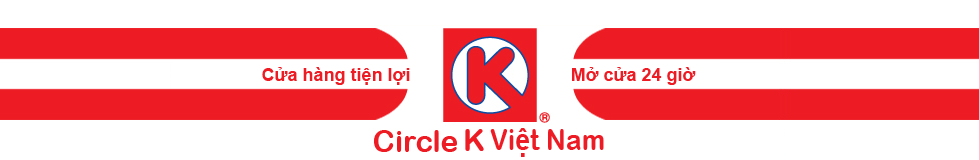 Cửa hàng tiện lợi
K®
Mở cửa 24 giờ
Circle K Việt Nam